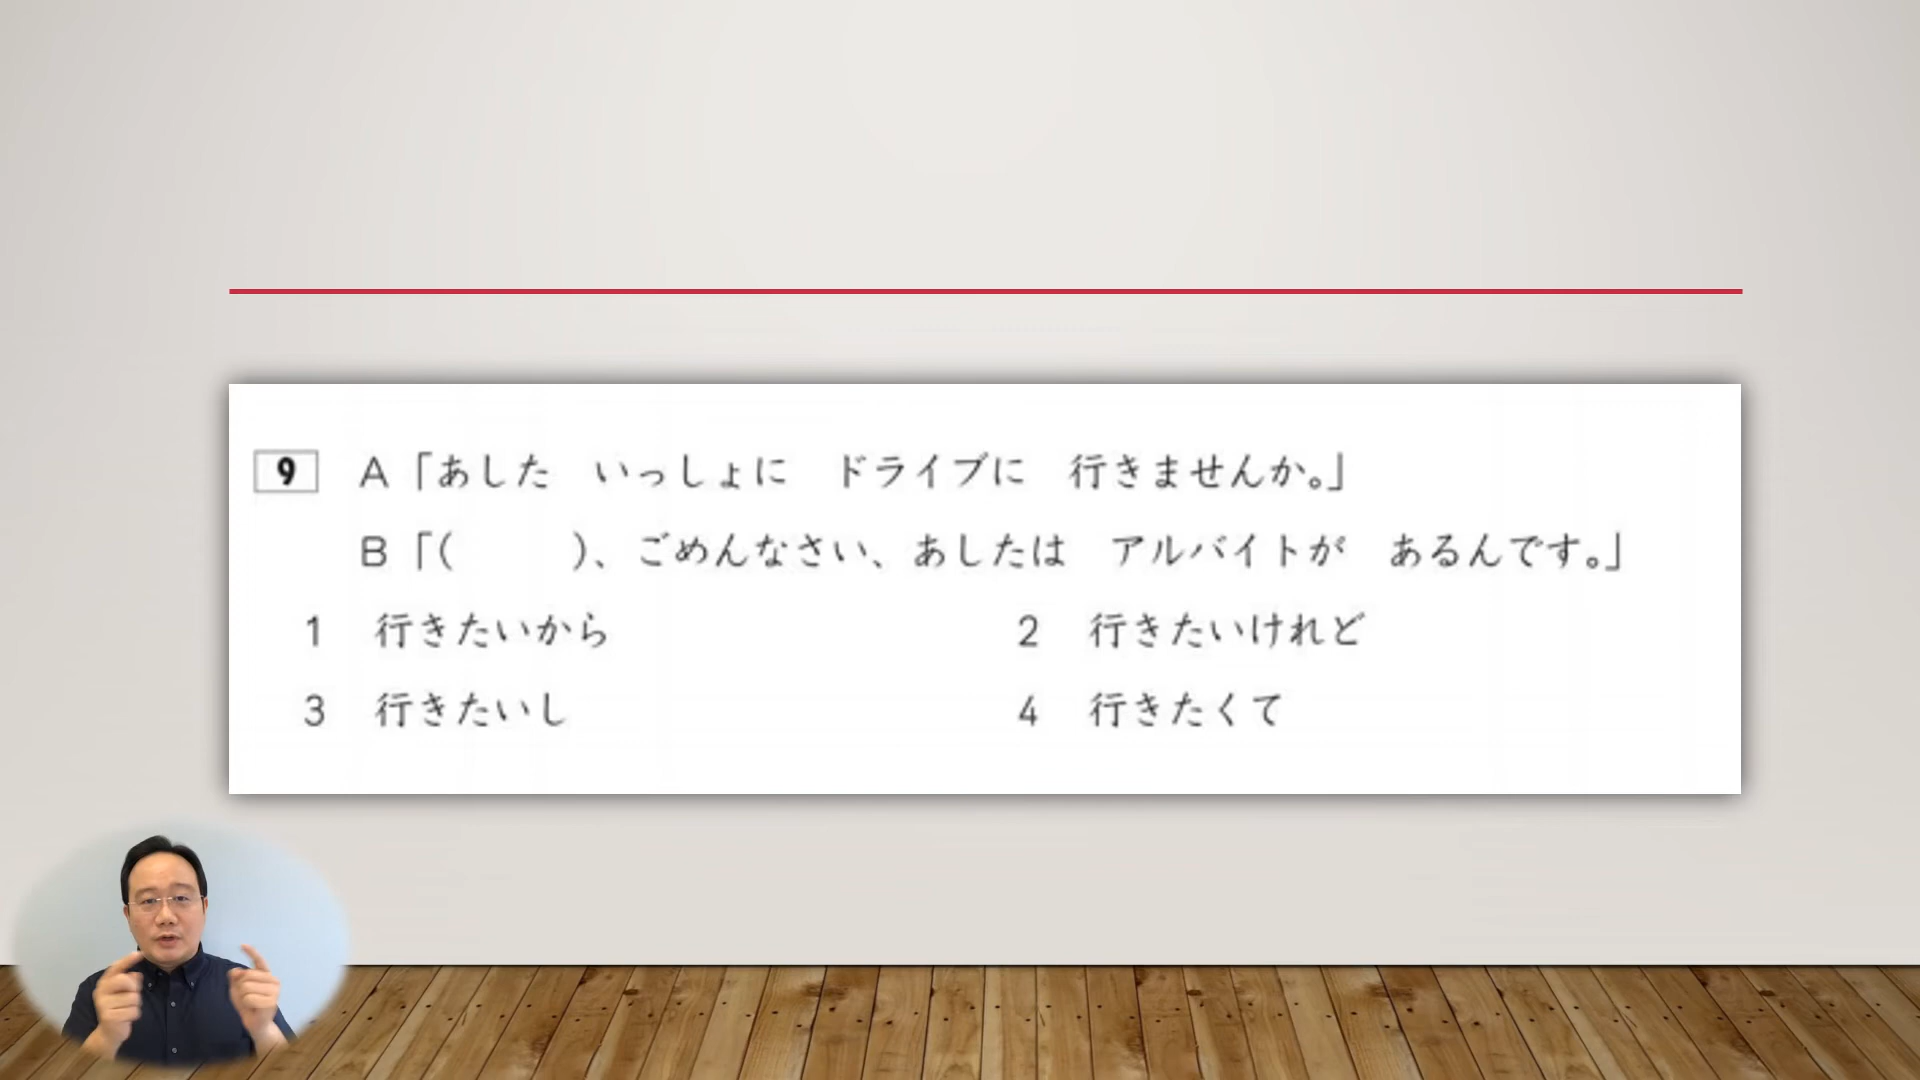 9 A「あした いっしょに ドライブに 行きませんか。」
B「( )、ごめんなさい、あしたは アルバイトが あるんです。」
1 行きたいから 2 行きたいけれど
3 行きたいし 4 行きたくて